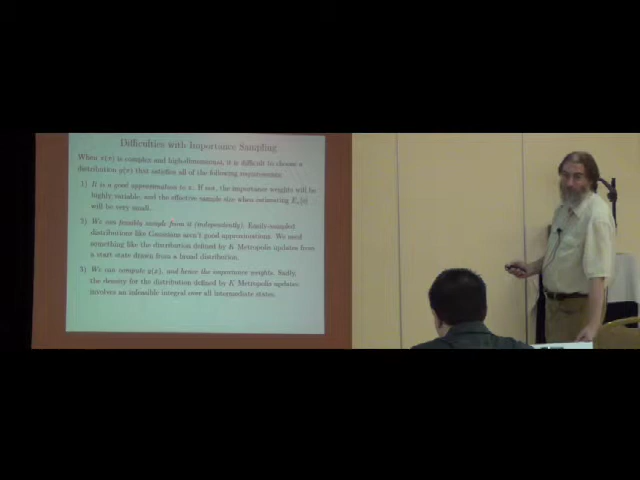 Difficulties with Importance Sampling
When π(x) is complex and high-dimensional, it is difficult to choose a
distribution g(x) that satisfies all of the following requirements:
1) It is a good approximation to π. If not, the importance weights will be
highly variable, and the effective sample size when estimating
will be very small.
2) We can feasibly sample from it (independently). Easily-sampled
distributions like Gaussians aren't good approximations. We need
something like the distribution defined by K Metropolis updates from
a start state drawn from a broad distribution.
3) We can compute g(x), and hence the importance weights. Sadly,
the density for the distribution defined by K Metropolis updates
involves an infeasible integral over all intermediate states.